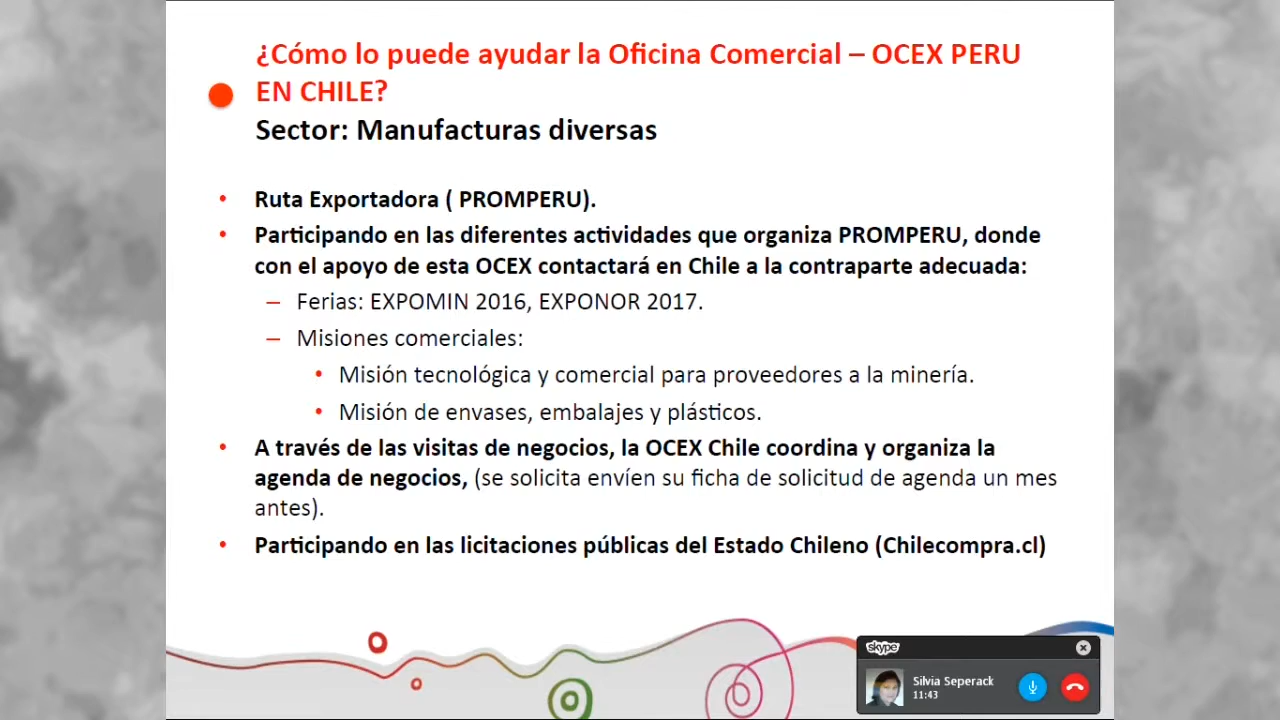 ¿Cómo lo puede ayudar la Oficina Comercial – OCEX PERU
EN CHILE?
Sector: Manufacturas diversas
• Ruta Exportadora ( PROMPERU).
• Participando en las diferentes actividades que organiza PROMPERU, donde
con el apoyo de esta OCEX contactará en Chile a la contraparte adecuada:
– Ferias: EXPOMIN 2016, EXPONOR 2017.
– Misiones comerciales:
• Misión tecnológica y comercial para proveedores a la minería.
• Misión de envases, embalajes y plásticos.
• A través de las visitas de negocios, la OCEX Chile coordina y organiza la
agenda de negocios, (se solicita envíen su ficha de solicitud de agenda un mes
antes).
• Participando en las licitaciones públicas del Estado Chileno (Chilecompra.cl)
skype
Silvia Seperack
11:43